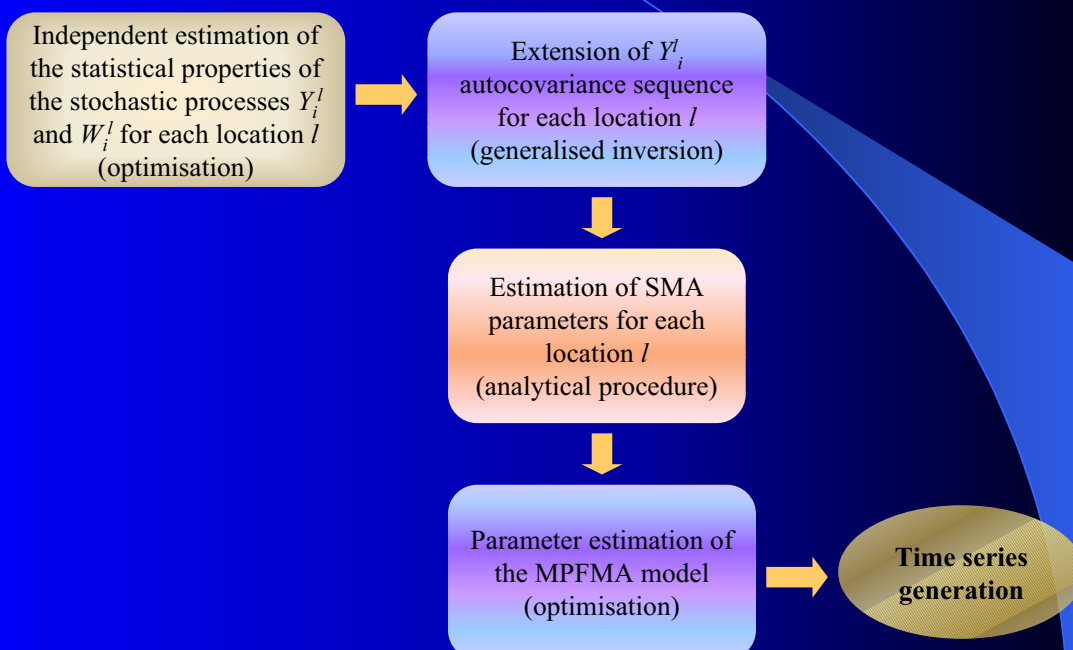 Independent estimation of
the statistical properties of
the stochastic processes Y_i^l
and W_i^l for each location l
(optimisation)
Extension of Y_i^l
autocovariance sequence
for each location l
(generalised inversion)
Estimation of SMA
parameters for each
location l
(analytical procedure)
Parameter estimation of
the MPFMA model
(optimisation)
Time series
generation